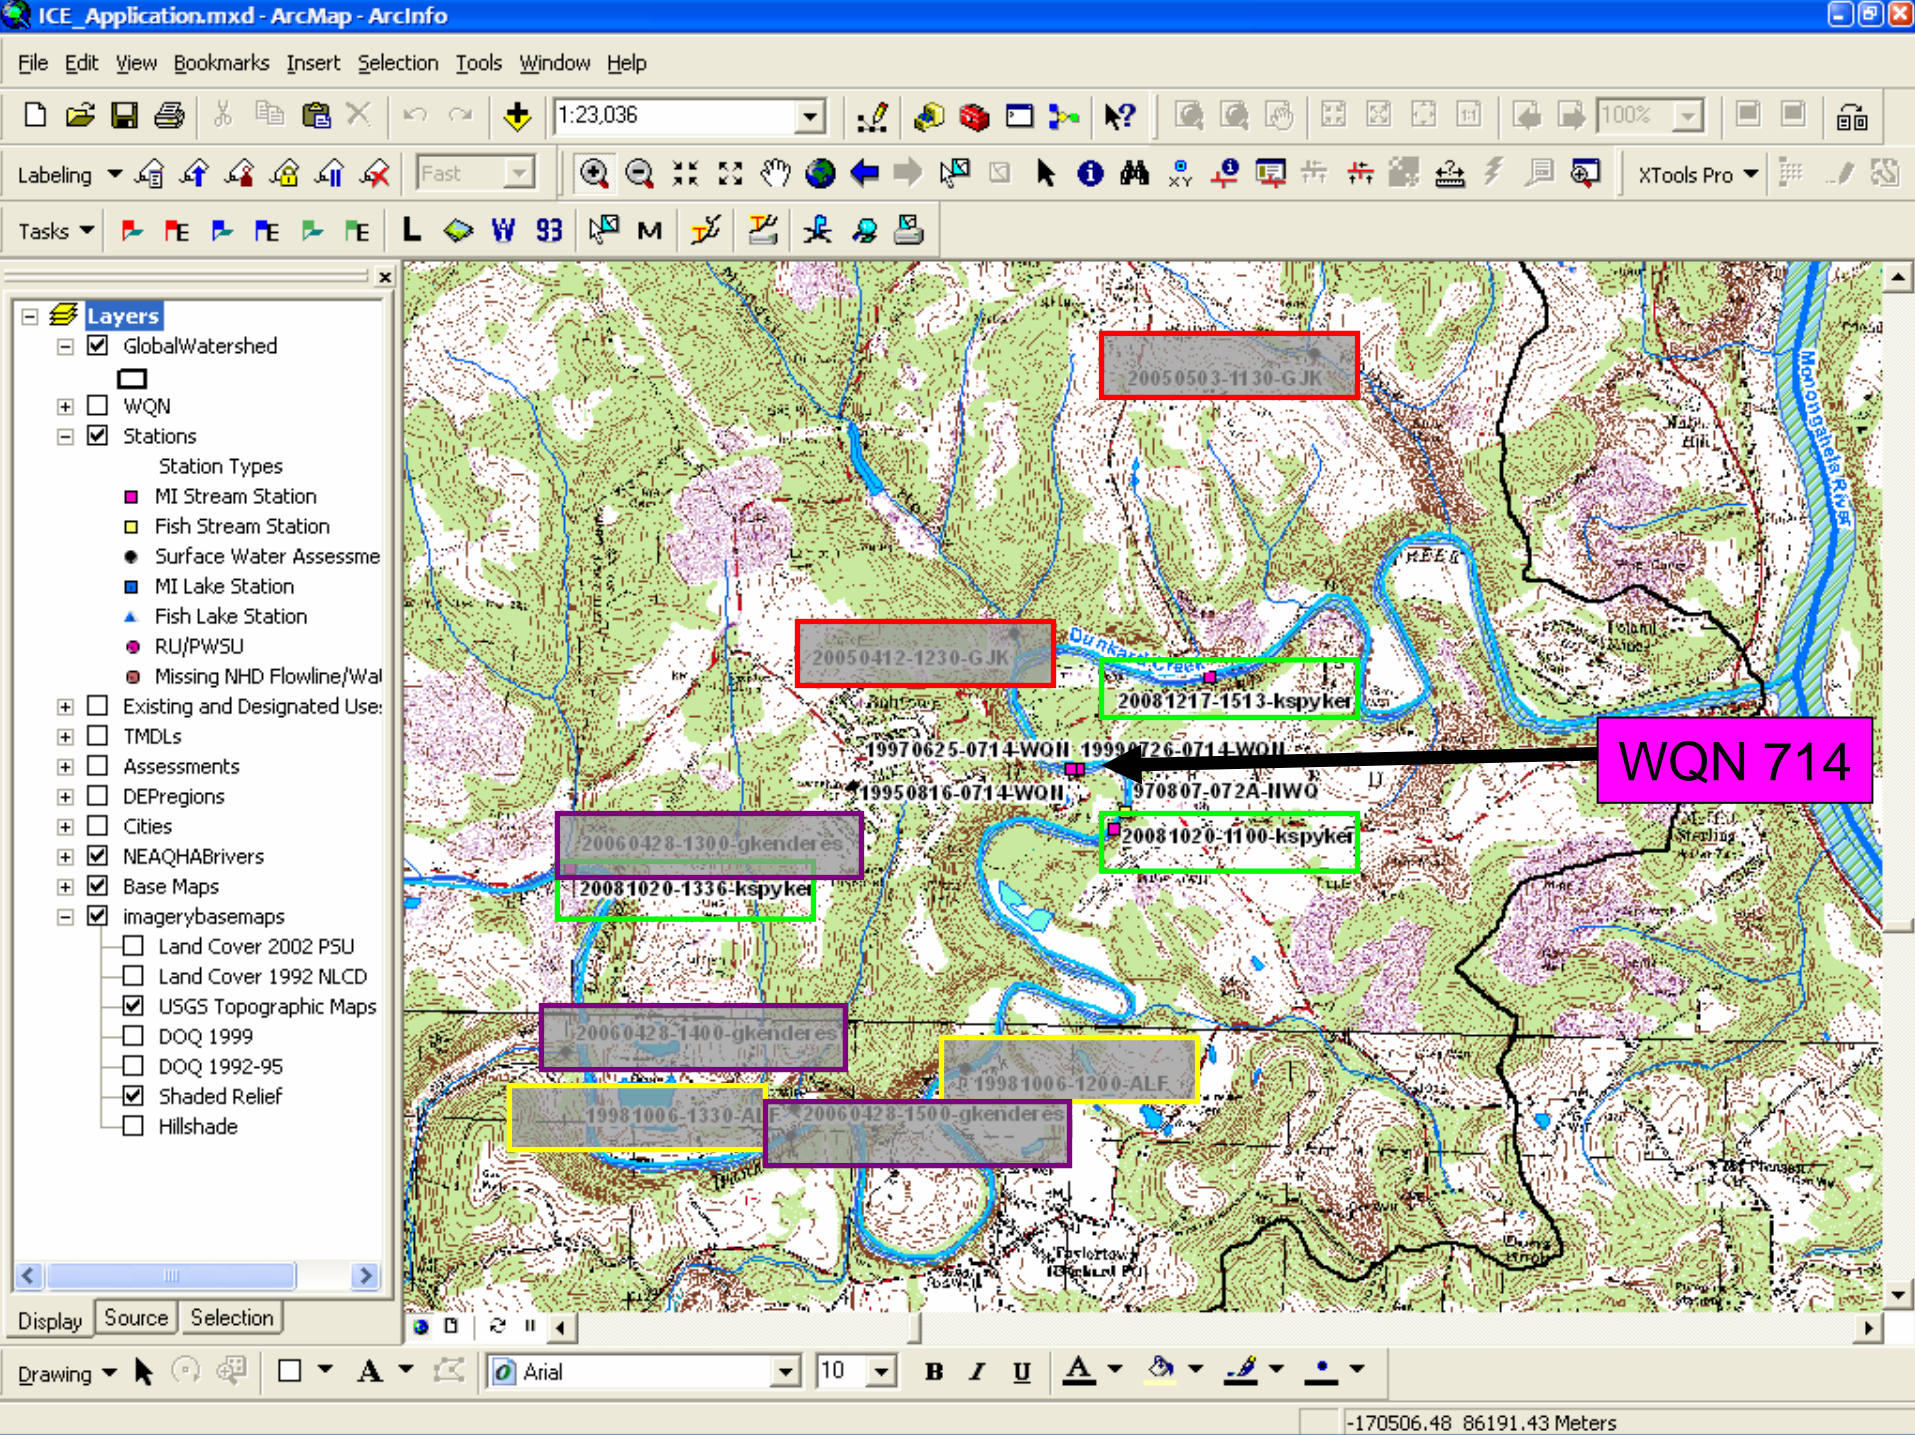 ICE_Application.mxd - ArcMap - ArcInfo
File Edit View Bookmarks Insert Selection Tools Window Help
1:23,036
100%
Labeling
Fast
XTools Pro
Tasks
L W 93 M
Layers
GlobalWatershed
WQN
Stations
Station Types
MI Stream Station
Fish Stream Station
Surface Water Assessme
MI Lake Station
Fish Lake Station
RU/PWSU
Missing NHD Flowline/Wal
Existing and Designated Use:
TMDLs
Assessments
DEPregions
Cities
NEAQHABrivers
Base Maps
imagerybasemaps
Land Cover 2002 PSU
Land Cover 1992 NLCD
USGS Topographic Maps
DOQ 1999
DOQ 1992-95
Shaded Relief
Hillshade
Display Source Selection
20050503-1130-GJK
Monongahela River
20050412-1230-GJK
Dunkard Creek
20081217-1513-kspyker
19970625-0714-WQN 19990726-0714-WQN
WQN 714
19950816-0714-WQN
970807-072A-NWQ
20081020-1100-kspyker
20060428-1300-gkenderes
20081020-1336-kspyker
20060428-1400-gkenderes
19981006-1200-ALF
19981006-1330-ALF
20060428-1500-gkenderes
Taylortown
Drawing
Arial
10
B I U A
-170506.48 86191.43 Meters